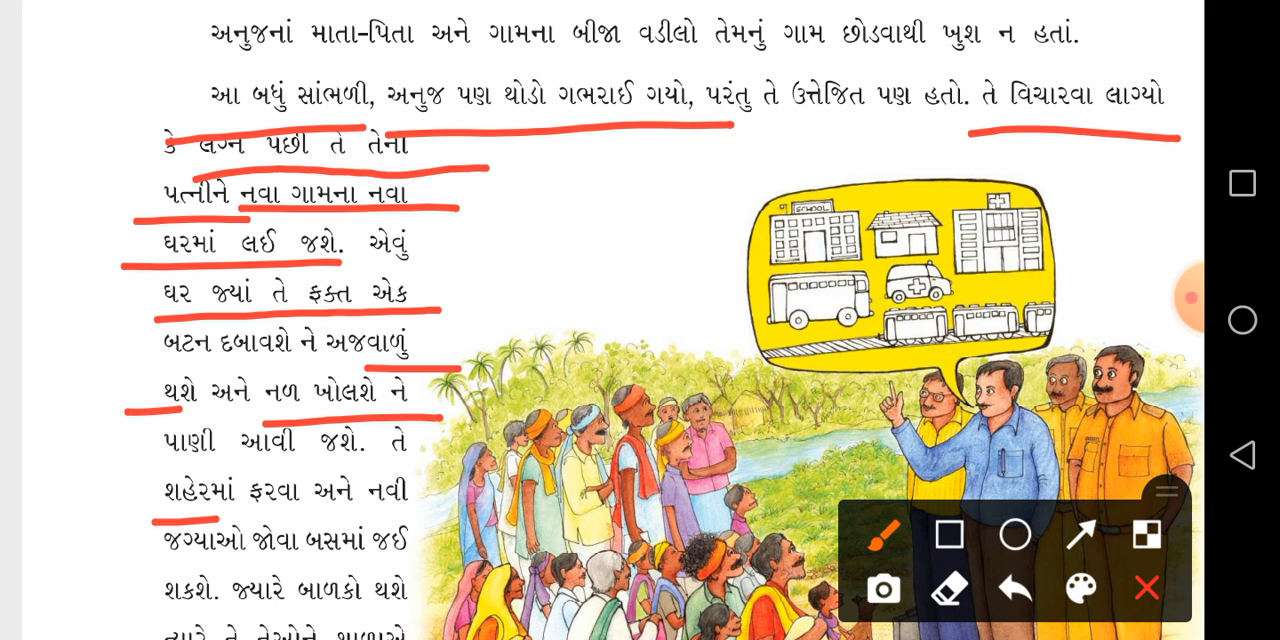 અનુજનાં માતા-પિતા અને ગામના બીજા વડીલો તેમનું ગામ છોડવાથી ખુશ ન હતાં.
આ બધું સાંભળી, અનુજ પણ થોડો ગભરાઈ ગયો, પરંતુ તે ઉત્તેજિત પણ હતો. તે વિચારવા લાગ્યો
કે લગ્ન પછી તે તેની
પત્નીને નવા ગામના નવા
ઘરમાં લઈ જશે. એવું
ઘર જ્યાં તે ફક્ત એક
બટન દબાવશે ને અજવાળું
થશે અને નળ ખોલશે ને
પાણી આવી જશે. તે
શહેરમાં ફરવા અને નવી
જગ્યાઓ જોવા બસમાં જઈ
શકશે. જ્યારે બાળકો થશે
ત્યારે તે તેઓને શાળાએ
SCHOOL